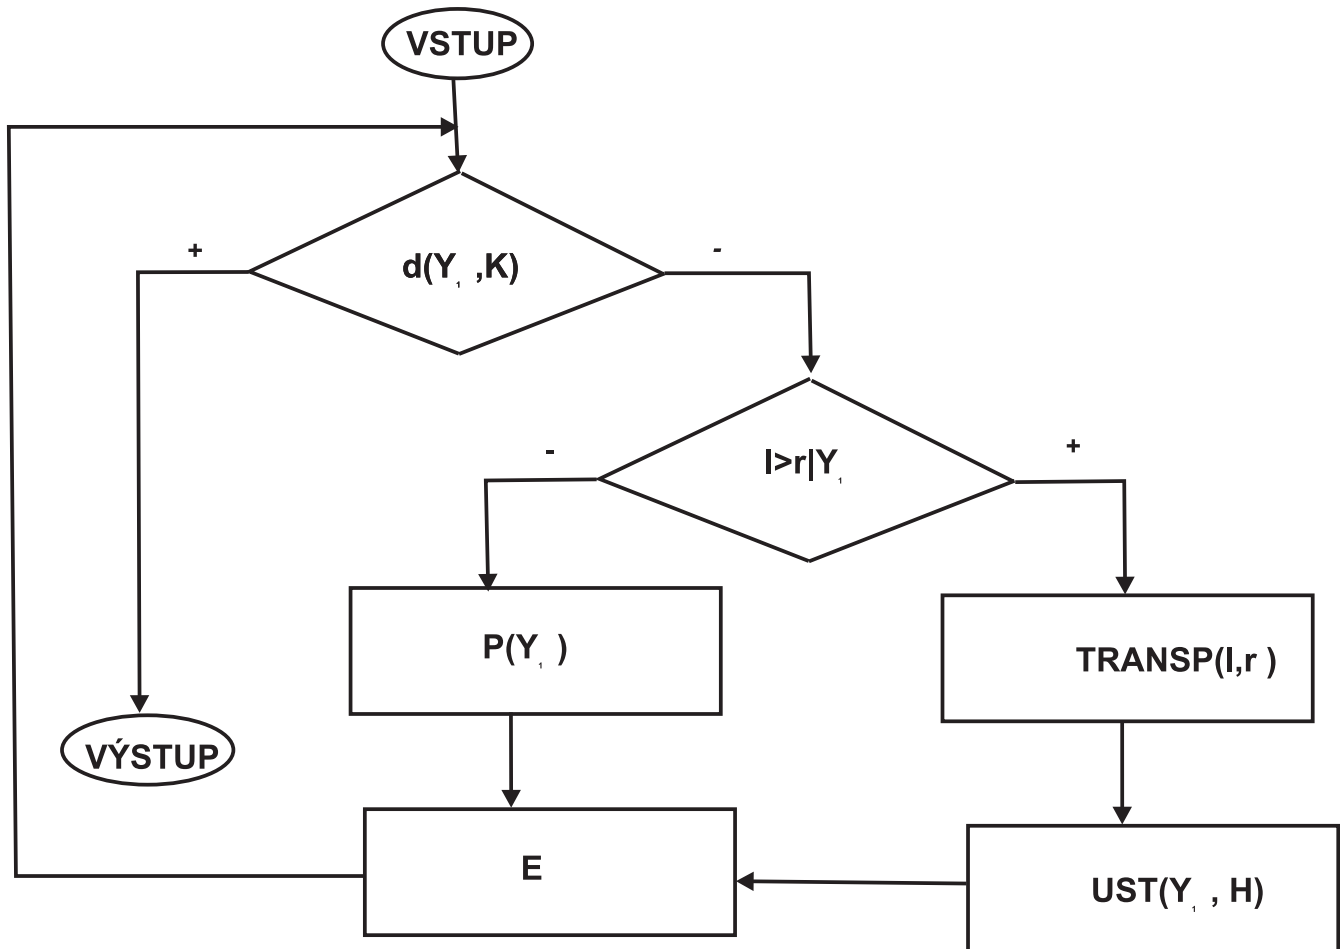 VSTUP
+
-
d(Y₁ ,K)
-
+
l>r|Y₁
P(Y₁ )
TRANSP(l,r )
VÝSTUP
E
UST(Y₁ , H)